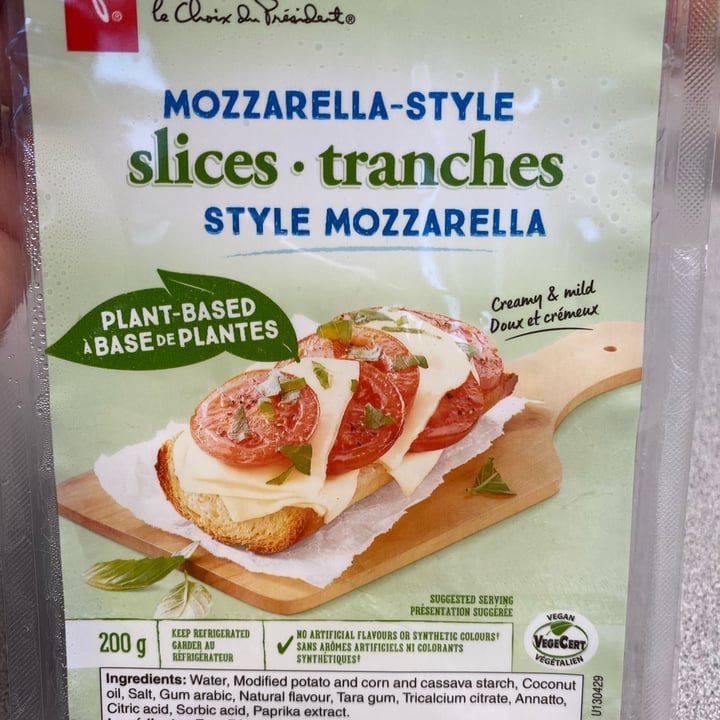 le Choix du Président®
MOZZARELLA-STYLE
slices · tranches
STYLE MOZZARELLA
PLANT-BASED
À BASE DE PLANTES
Creamy & mild
Doux et crémeux
SUGGESTED SERVING
PRÉSENTATION SUGGÉRÉE
200 g
KEEP REFRIGERATED
GARDER AU
RÉFRIGÉRATEUR
NO ARTIFICIAL FLAVOURS OR SYNTHETIC COLOURS†
SANS ARÔMES ARTIFICIELS NI COLORANTS
SYNTHÉTIQUES†
VEGAN
VEGECERT
VÉGÉTALIEN
Ingredients: Water, Modified potato and corn and cassava starch, Coconut
oil, Salt, Gum arabic, Natural flavour, Tara gum, Tricalcium citrate, Annatto,
Citric acid, Sorbic acid, Paprika extract.
U130429